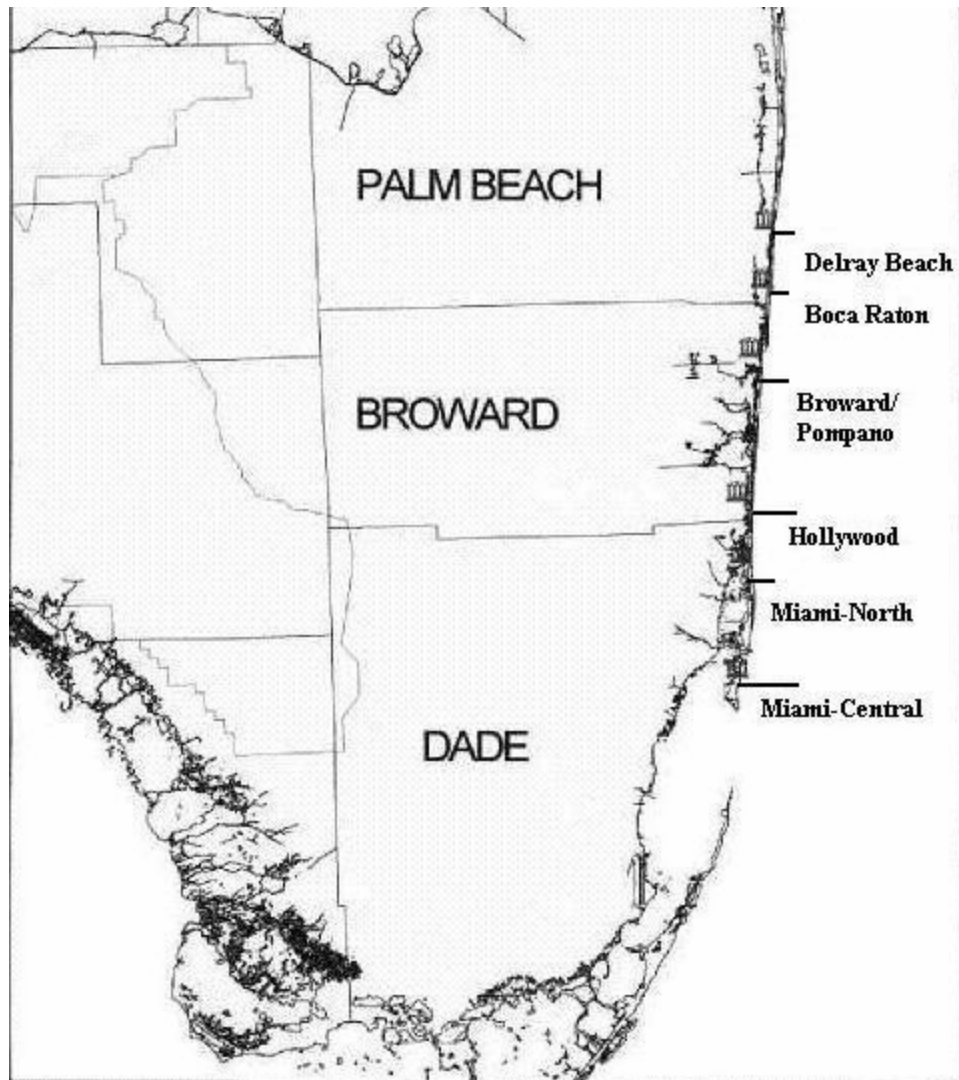 PALM BEACH
Delray Beach
Boca Raton
BROWARD
Broward/
Pompano
Hollywood
Miami-North
Miami-Central
DADE